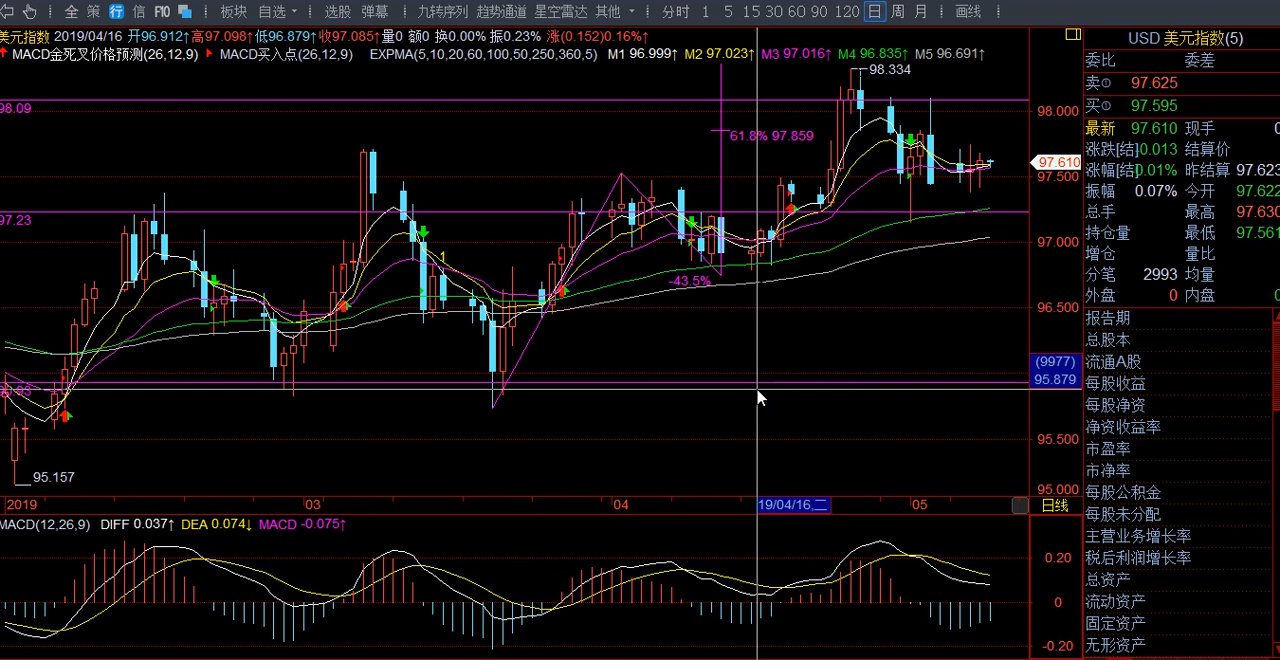 全 策 行 信 F10 板块 自选 选股 弹幕 九转序列 趋势通道 星空雷达 其他 分时 1 5 15 30 60 90 120 日 周 月 画线
美元指数 2019/04/16 开96.912↑高97.098↑低96.879↑收97.085↑量0 额0 换0.00% 振0.23% 涨(0.152)0.16%↑
MACD金死叉价格预测(26,12,9) MACD买入点(26,12,9) EXPMA(5,10,20,60,100,50,250,360,5) M1 96.999↑ M2 97.023↑ M3 97.016↑ M4 96.835↑ M5 96.691↑
98.334
98.09
98.000
61.8% 97.859
97.610
97.500
97.23
97.000
1
-43.5%
96.500
(9977)
95.879
95.500
95.157
95.000
2019 03 04 19/04/16,二 05 日线
MACD(12,26,9) DIFF 0.037↑ DEA 0.074↓ MACD -0.075↑
0.20
0
-0.20
USD 美元指数(5)
委比 委差
卖① 97.625
买① 97.595
最新 97.610 现手 0
涨跌[结] 0.013 结算价
涨幅[结] 0.01% 昨结算 97.623
振幅 0.07% 今开 97.622
总手 最高 97.630
持仓量 最低 97.561
增仓 量比
分笔 2993 均量
外盘 0 内盘 0
报告期
总股本
流通A股
每股收益
每股净资
净资收益率
市盈率
市净率
每股公积金
每股未分配
主营业务增长率
税后利润增长率
总资产
流动资产
固定资产
无形资产